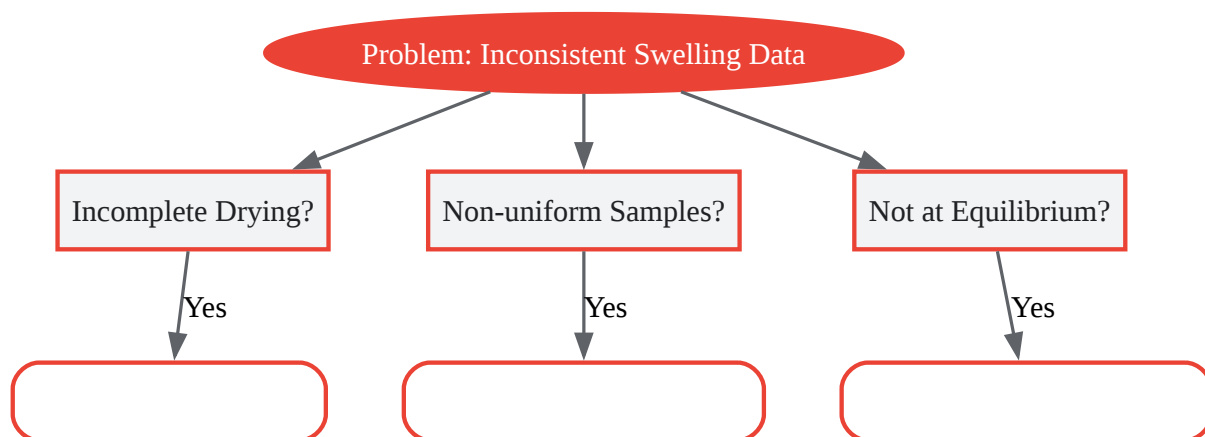 Problem: Inconsistent Swelling Data
Incomplete Drying?
Non-uniform Samples?
Not at Equilibrium?
Yes
Yes
Yes